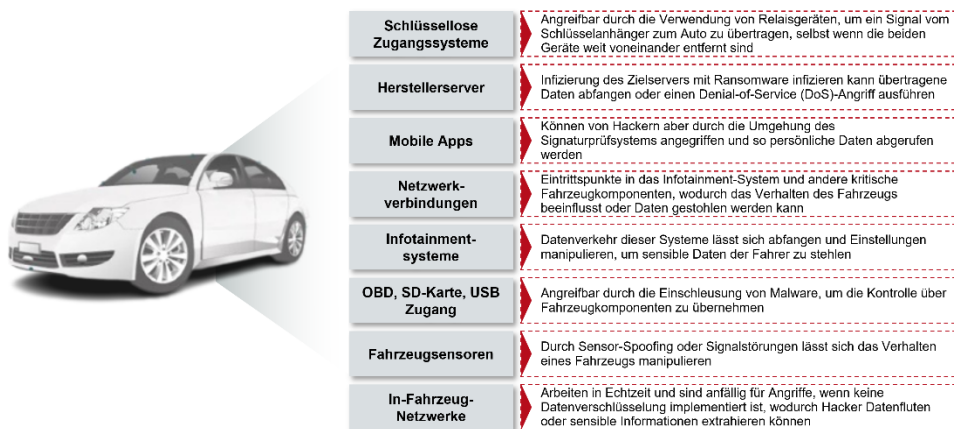 Schlüssellose
Zugangssysteme
Angreifbar durch die Verwendung von Relaisgeräten, um ein Signal vom
Schlüsselanhänger zum Auto zu übertragen, selbst wenn die beiden
Geräte weit voneinander entfernt sind
Herstellerserver
Infizierung des Zielservers mit Ransomware infizieren kann übertragene
Daten abfangen oder einen Denial-of-Service (DoS)-Angriff ausführen
Mobile Apps
Können von Hackern aber durch die Umgehung des
Signaturprüfsystems angegriffen und so persönliche Daten abgerufen
werden
Netzwerk-
verbindungen
Eintrittspunkte in das Infotainment-System und andere kritische
Fahrzeugkomponenten, wodurch das Verhalten des Fahrzeugs
beeinflusst oder Daten gestohlen werden kann
Infotainment-
systeme
Datenverkehr dieser Systeme lässt sich abfangen und Einstellungen
manipulieren, um sensible Daten der Fahrer zu stehlen
OBD, SD-Karte, USB
Zugang
Angreifbar durch die Einschleusung von Malware, um die Kontrolle über
Fahrzeugkomponenten zu übernehmen
Fahrzeugsensoren
Durch Sensor-Spoofing oder Signalstörungen lässt sich das Verhalten
eines Fahrzeugs manipulieren
In-Fahrzeug-
Netzwerke
Arbeiten in Echtzeit und sind anfällig für Angriffe, wenn keine
Datenverschlüsselung implementiert ist, wodurch Hacker Datenfluten
oder sensible Informationen extrahieren können